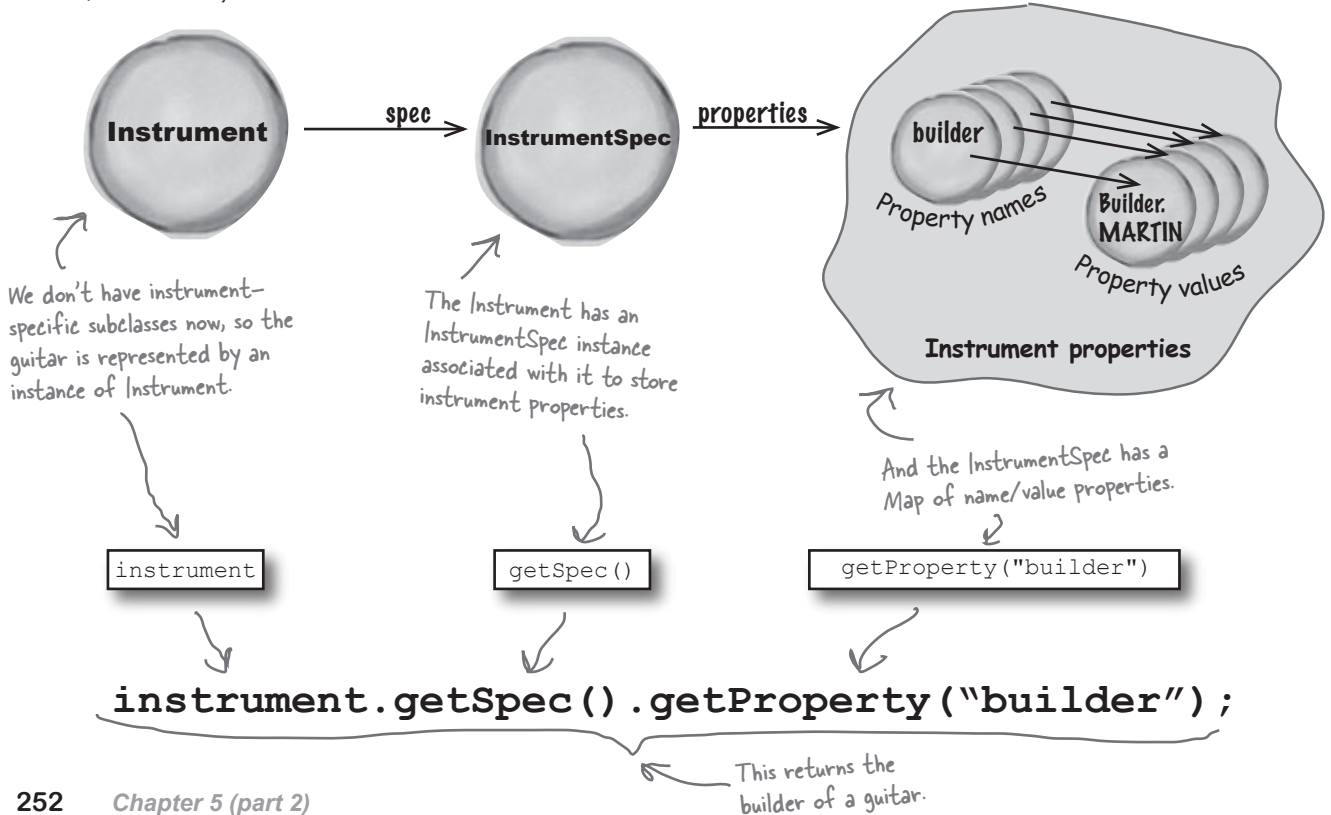 Instrument
spec
InstrumentSpec
properties
builder
Property names
Builder.
MARTIN
Property values
Instrument properties
We don't have instrument-
specific subclasses now, so the
guitar is represented by an
instance of Instrument.
The Instrument has an
InstrumentSpec instance
associated with it to store
instrument properties.
And the InstrumentSpec has a
Map of name/value properties.
instrument
getSpec()
getProperty("builder")
instrument.getSpec().getProperty(“builder”);
This returns the
builder of a guitar.
252 Chapter 5 (part 2)